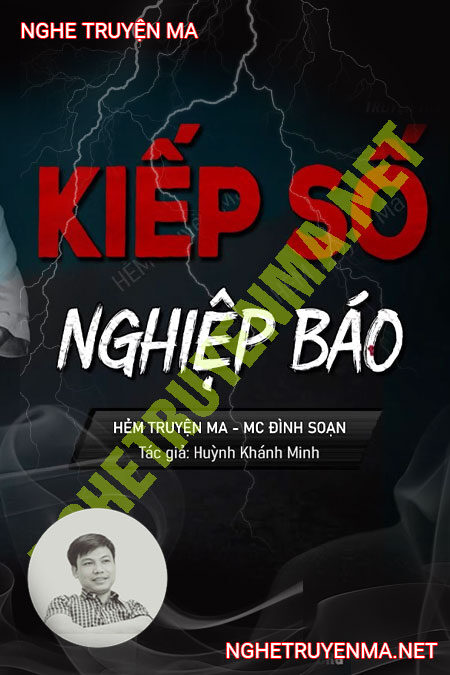 NGHE TRUYỆN MA
KIẾP SỐ
NGHIỆP BÁO
NGHETRUYENMA.NET
HẺM TRUYỆN MA - MC ĐÌNH SOẠN
Tác giả: Huỳnh Khánh Minh
NGHETRUYENMA.NET